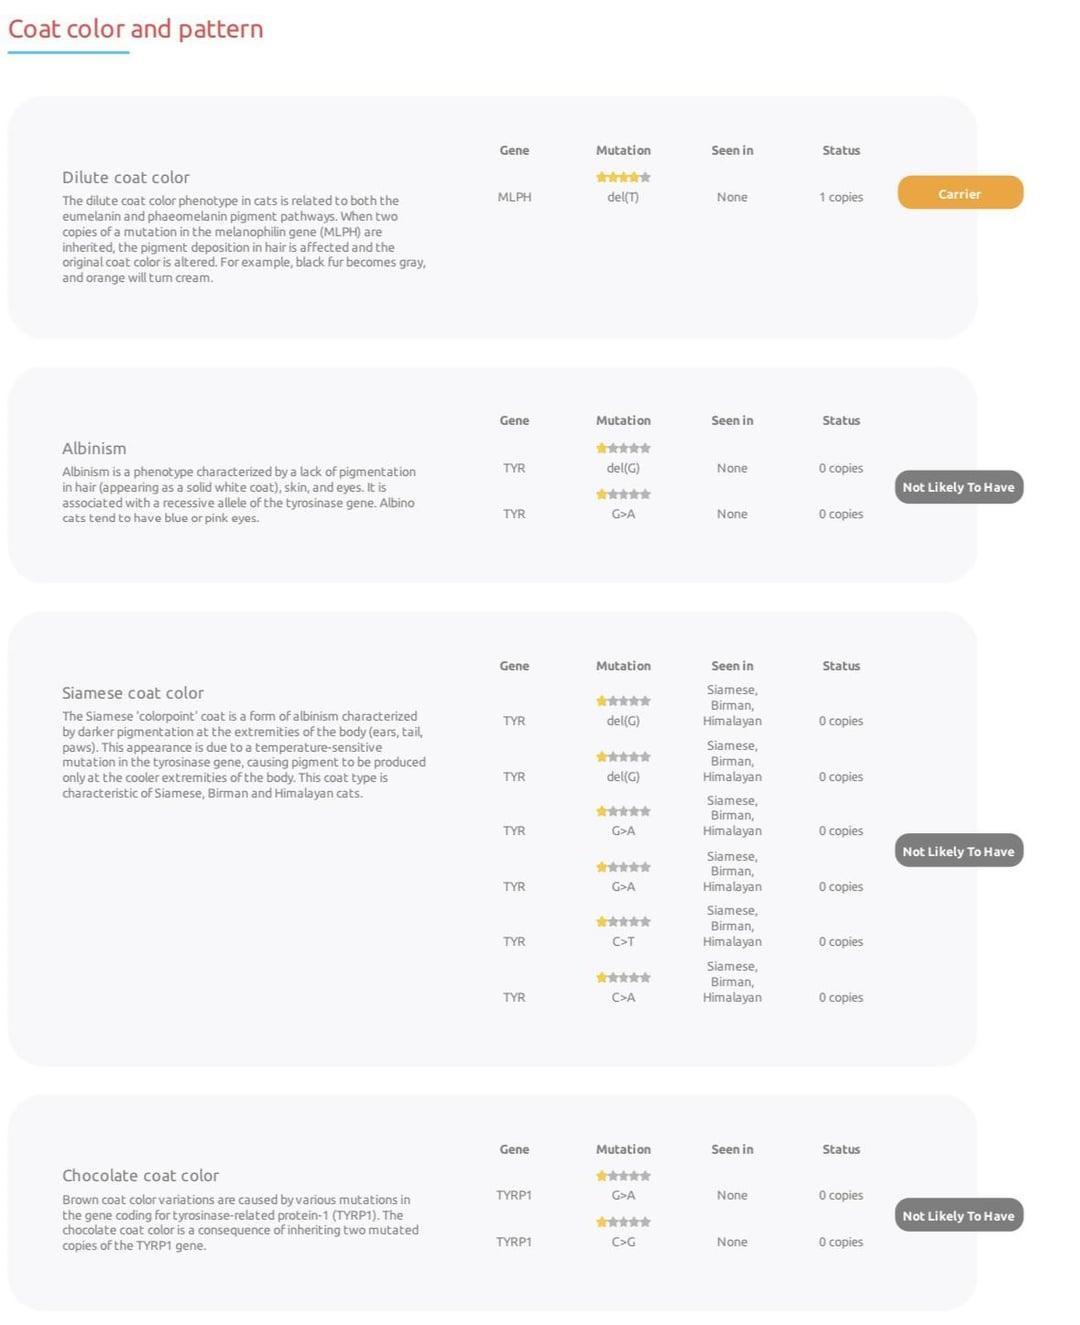 Coat color and pattern
Gene Mutation Seen in Status
Dilute coat color
The dilute coat color phenotype in cats is related to both the
eumelanin and phaeomelanin pigment pathways. When two
copies of a mutation in the melanophilin gene (MLPH) are
inherited, the pigment deposition in hair is affected and the
original coat color is altered. For example, black fur becomes gray,
and orange will turn cream.
MLPH del(T) None 1 copies
Carrier
Gene Mutation Seen in Status
Albinism
Albinism is a phenotype characterized by a lack of pigmentation
in hair (appearing as a solid white coat), skin, and eyes. It is
associated with a recessive allele of the tyrosinase gene. Albino
cats tend to have blue or pink eyes.
TYR del(G) None 0 copies
TYR G>A None 0 copies
Not Likely To Have
Gene Mutation Seen in Status
Siamese coat color
The Siamese 'colorpoint' coat is a form of albinism characterized
by darker pigmentation at the extremities of the body (ears, tail,
paws). This appearance is due to a temperature-sensitive
mutation in the tyrosinase gene, causing pigment to be produced
only at the cooler extremities of the body. This coat type is
characteristic of Siamese, Birman and Himalayan cats.
Siamese,
Birman,
TYR del(G) Himalayan 0 copies
Siamese,
Birman,
TYR del(G) Himalayan 0 copies
Siamese,
Birman,
TYR G>A Himalayan 0 copies
Siamese,
Birman,
TYR G>A Himalayan 0 copies
Siamese,
Birman,
TYR C>T Himalayan 0 copies
Siamese,
Birman,
TYR C>A Himalayan 0 copies
Not Likely To Have
Gene Mutation Seen in Status
Chocolate coat color
Brown coat color variations are caused by various mutations in
the gene coding for tyrosinase-related protein-1 (TYRP1). The
chocolate coat color is a consequence of inheriting two mutated
copies of the TYRP1 gene.
TYRP1 G>A None 0 copies
TYRP1 C>G None 0 copies
Not Likely To Have